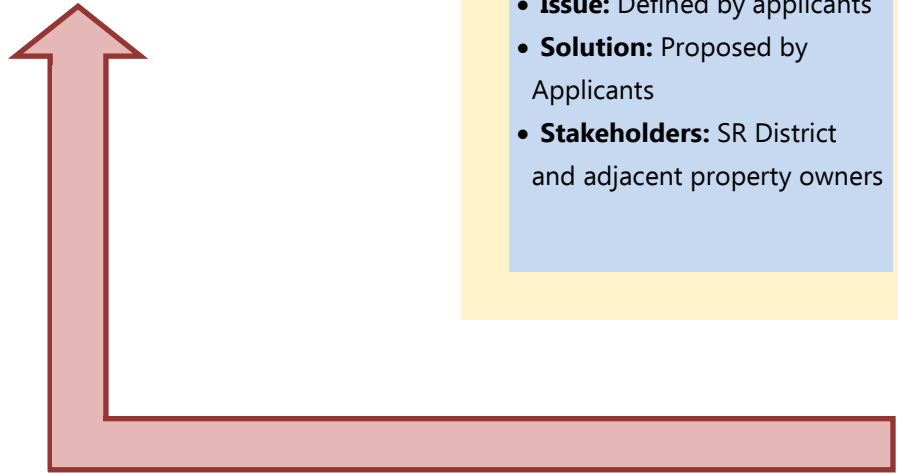 • Issue: Defined by applicants
• Solution: Proposed by
Applicants
• Stakeholders: SR District
and adjacent property owners